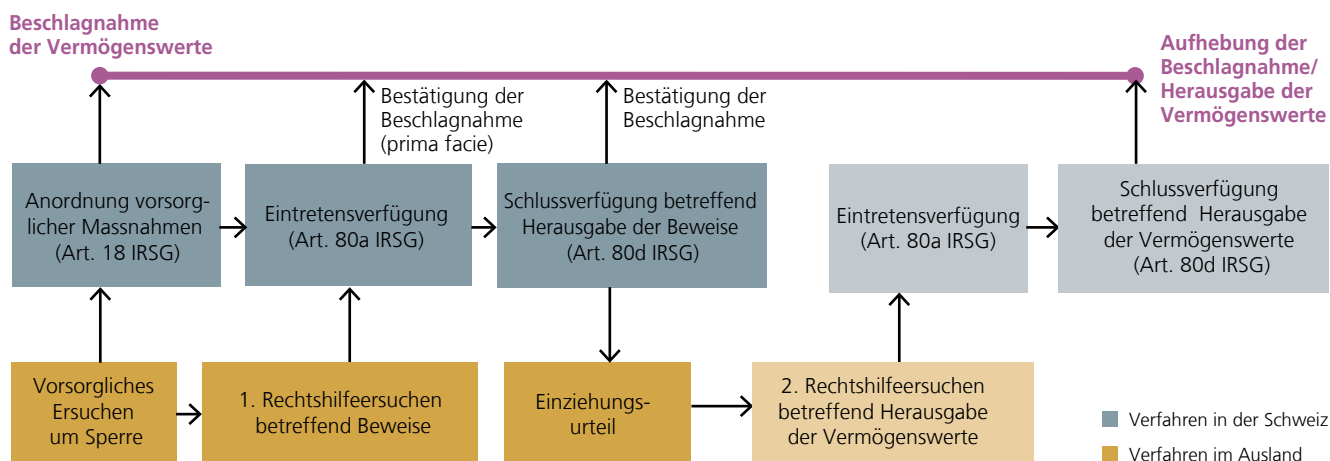 Beschlagnahme
der Vermögenswerte
Aufhebung der
Beschlagnahme/
Herausgabe der
Vermögenswerte
Bestätigung der
Beschlagnahme
(prima facie)
Bestätigung der
Beschlagnahme
Anordnung vorsorg-
licher Massnahmen
(Art. 18 IRSG)
Eintretensverfügung
(Art. 80a IRSG)
Schlussverfügung betreffend
Herausgabe der Beweise
(Art. 80d IRSG)
Eintretensverfügung
(Art. 80a IRSG)
Schlussverfügung
betreffend Herausgabe
der Vermögenswerte
(Art. 80d IRSG)
Vorsorgliches
Ersuchen
um Sperre
1. Rechtshilfeersuchen
betreffend Beweise
Einziehungs-
urteil
2. Rechtshilfeersuchen
betreffend Herausgabe
der Vermögenswerte
Verfahren in der Schweiz
Verfahren im Ausland